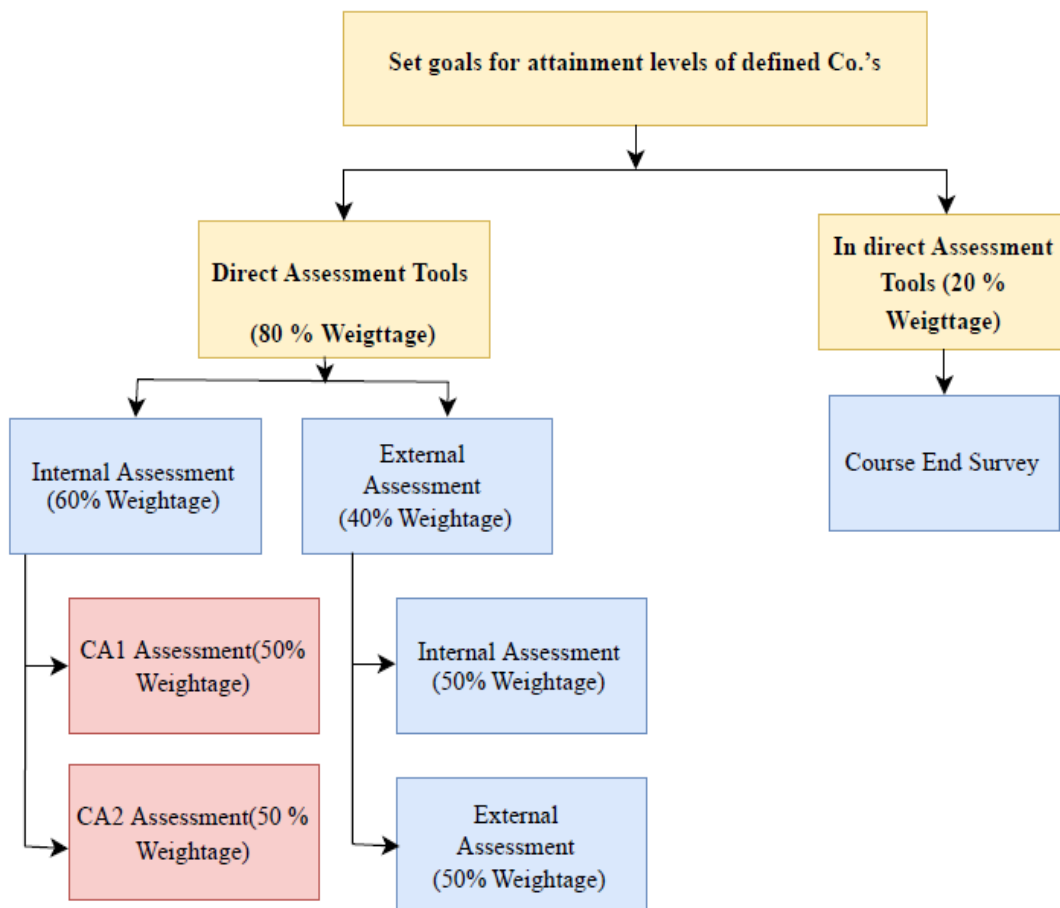 Set goals for attainment levels of defined Co.’s
Direct Assessment Tools
(80 % Weigttage)
In direct Assessment
Tools (20 %
Weigttage)
Internal Assessment
(60% Weightage)
External
Assessment
(40% Weightage)
Course End Survey
CA1 Assessment(50%
Weightage)
Internal Assessment
(50% Weightage)
CA2 Assessment(50 %
Weightage)
External
Assessment
(50% Weightage)